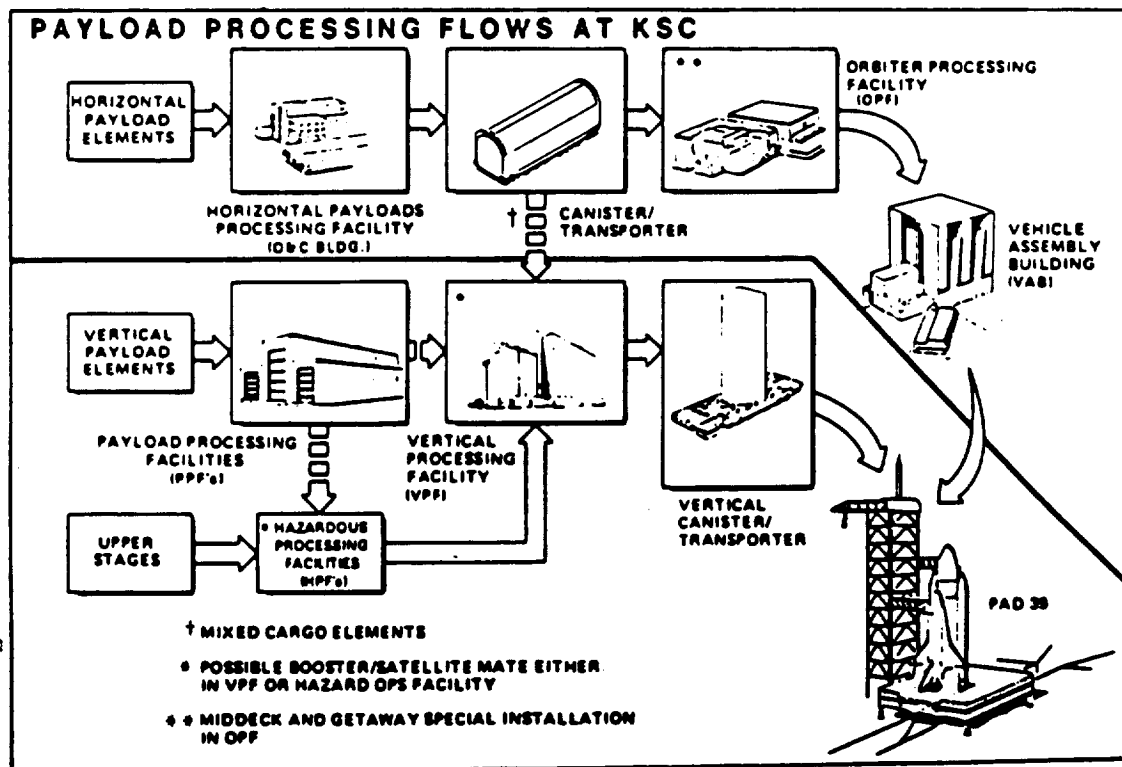 PAYLOAD PROCESSING FLOWS AT KSC
HORIZONTAL
PAYLOAD
ELEMENTS
* *
ORBITER PROCESSING
FACILITY
(OPF)
HORIZONTAL PAYLOADS
PROCESSING FACILITY
(O&C BLDG.)
† CANISTER/
TRANSPORTER
VEHICLE
ASSEMBLY
BUILDING
(VAB)
VERTICAL
PAYLOAD
ELEMENTS
*
PAYLOAD PROCESSING
FACILITIES
(PPF's)
VERTICAL
PROCESSING
FACILITY
(VPF)
VERTICAL
CANISTER/
TRANSPORTER
UPPER
STAGES
* HAZARDOUS
PROCESSING
FACILITIES
(HPF's)
PAD 39
† MIXED CARGO ELEMENTS
* POSSIBLE BOOSTER/SATELLITE MATE EITHER
IN VPF OR HAZARD OPS FACILITY
* * MIDDECK AND GETAWAY SPECIAL INSTALLATION
IN OPF